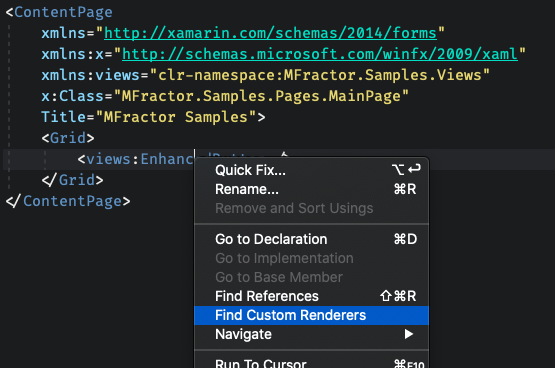 <ContentPage
xmlns="http://xamarin.com/schemas/2014/forms"
xmlns:x="http://schemas.microsoft.com/winfx/2009/xaml"
xmlns:views="clr-namespace:MFractor.Samples.Views"
x:Class="MFractor.Samples.Pages.MainPage"
Title="MFractor Samples">
<Grid>
<views:Enhanc
</Grid>
</ContentPage>
Quick Fix... ⌥↩
Rename... ⌘R
Remove and Sort Usings
Go to Declaration ⌘D
Go to Implementation
Go to Base Member
Find References ⇧⌘R
Find Custom Renderers
Navigate ▶
Run To Cursor ⌘F10